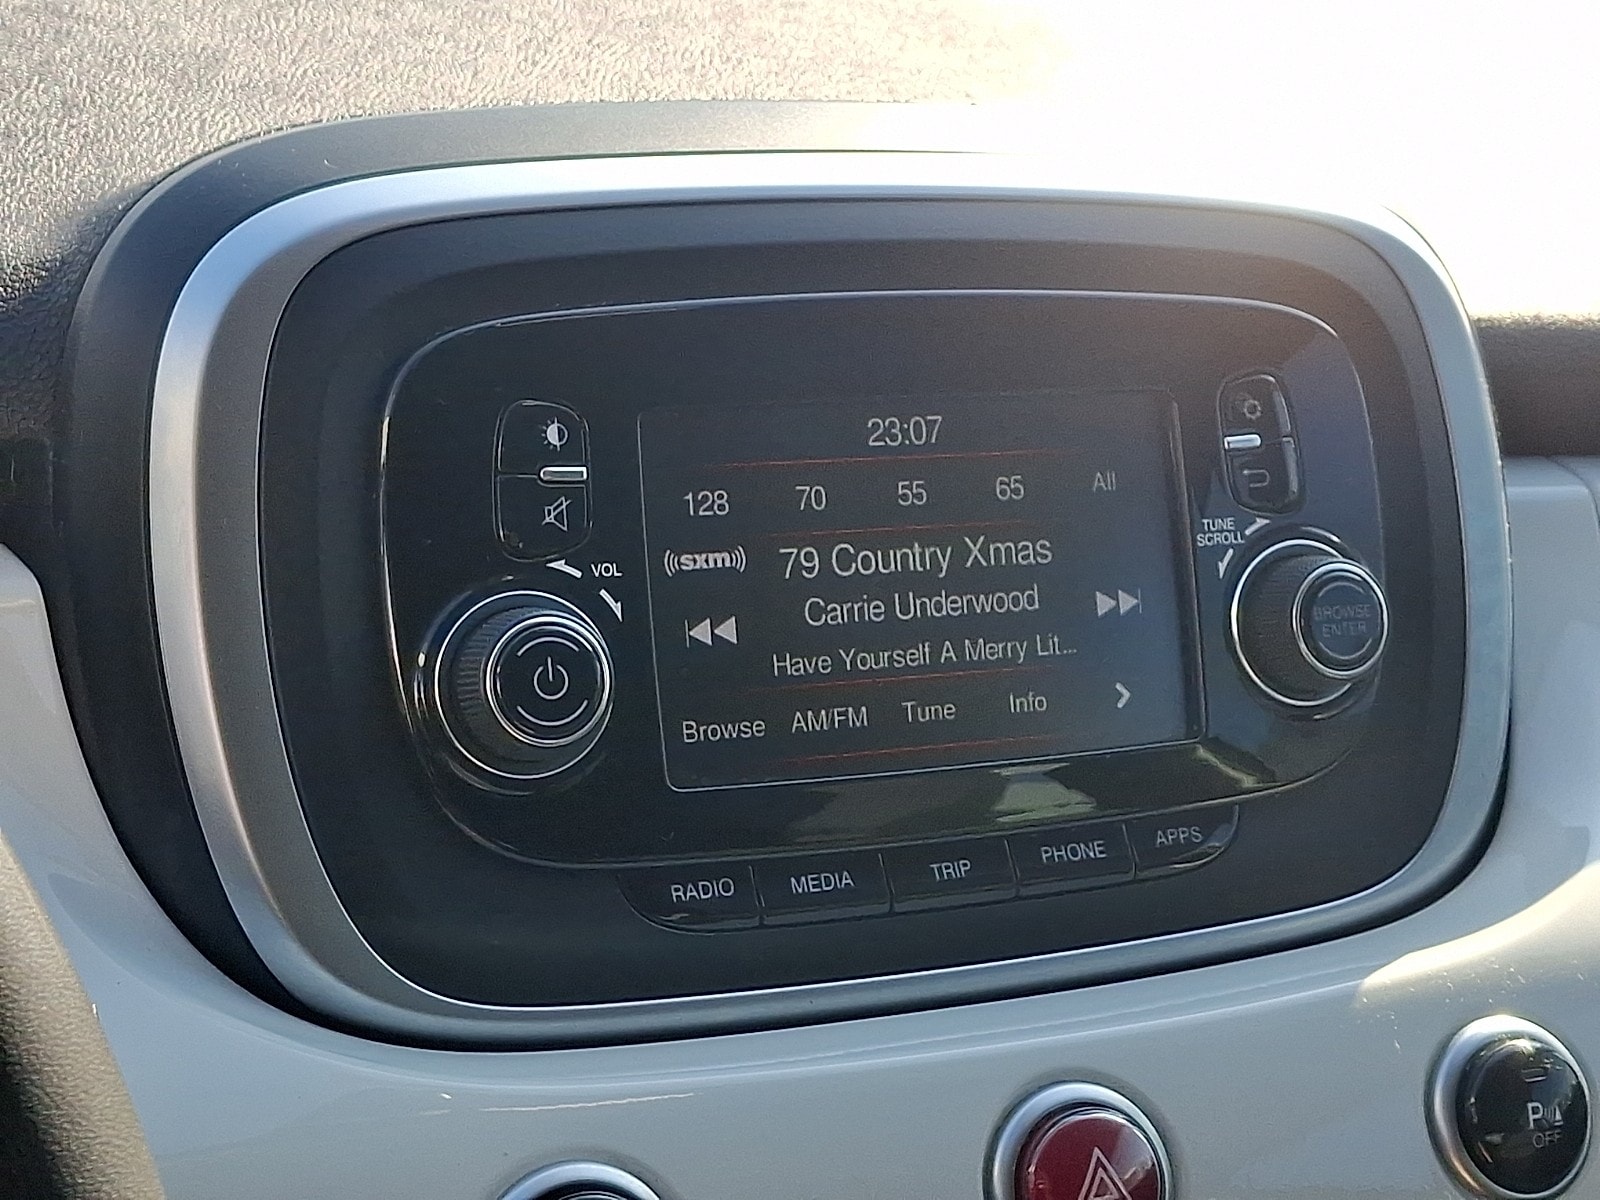 23:07
128 70 55 65 All
((sxm)) 79 Country Xmas
Carrie Underwood
Have Yourself A Merry Lit...
Browse AM/FM Tune Info
VOL
TUNE
SCROLL
BROWSE
ENTER
RADIO MEDIA TRIP PHONE APPS
P
OFF